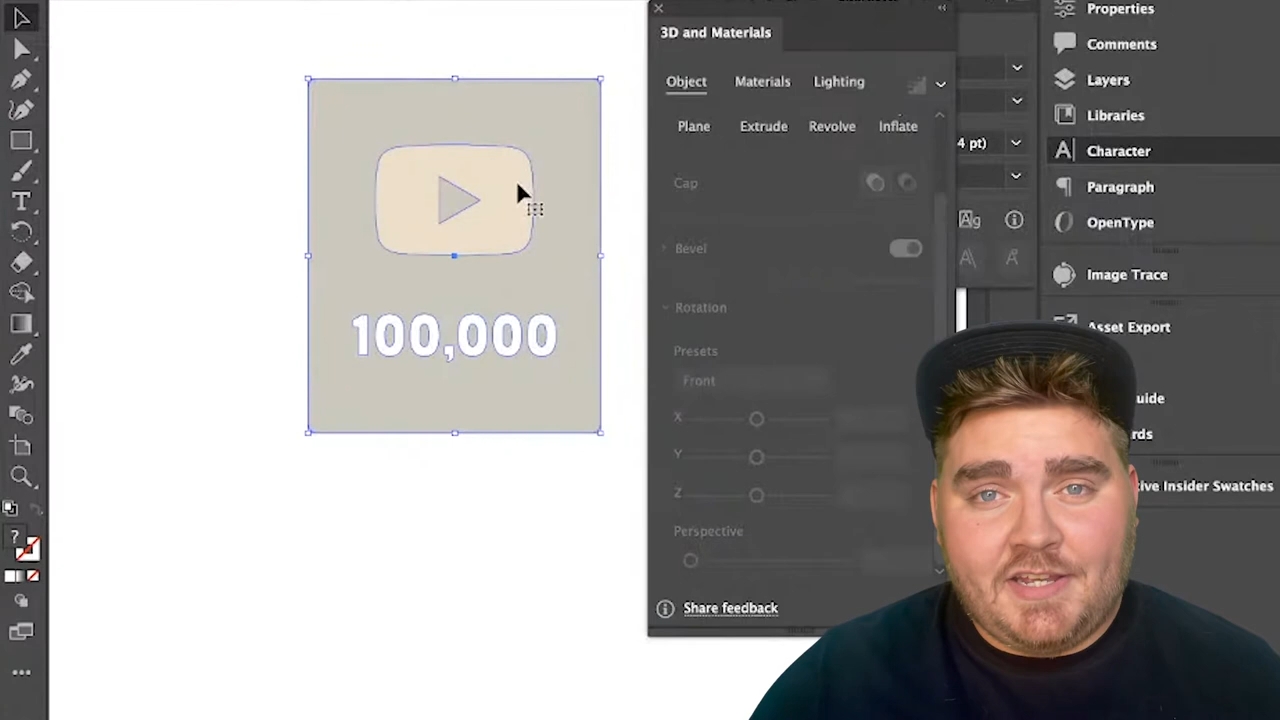 3D and Materials
Object Materials Lighting
Plane Extrude Revolve Inflate
Cap
Bevel
Rotation
Presets
Front
X
Y
Z
Perspective
Share feedback
100,000
4 pt)
Properties
Comments
Layers
Libraries
Character
Paragraph
OpenType
Image Trace
Asset Export
uide
rds
tive Insider Swatches